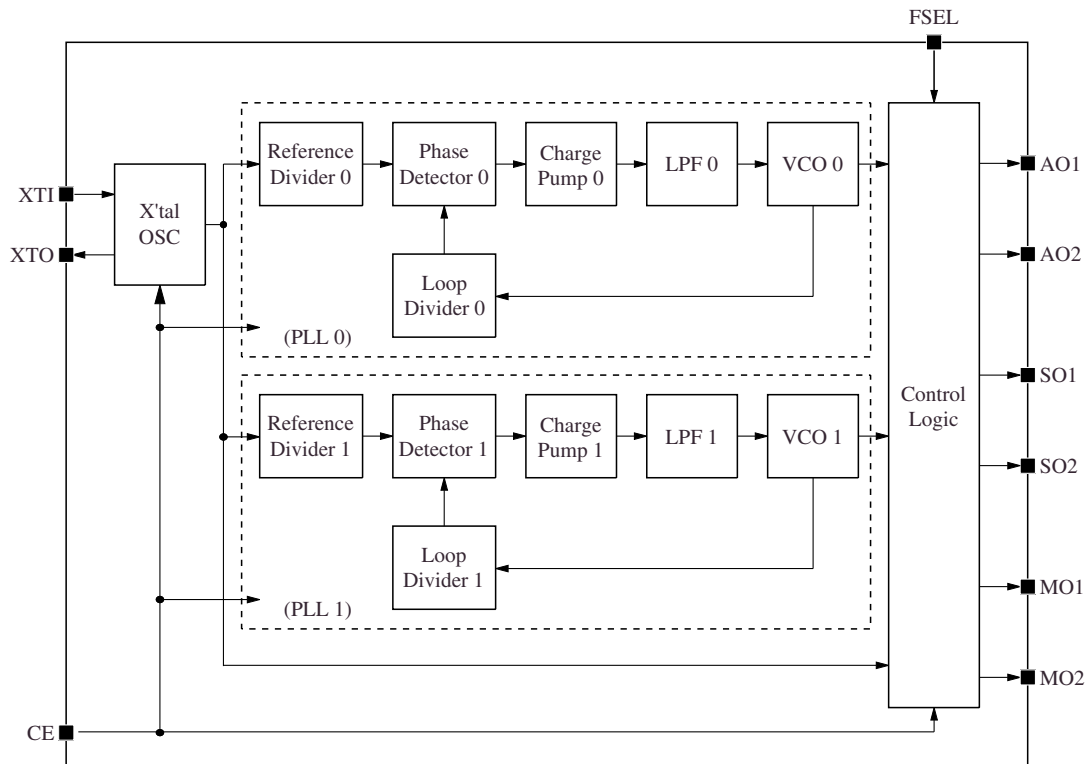 FSEL
Reference
Divider 0
Phase
Detector 0
Charge
Pump 0
LPF 0
VCO 0
AO1
XTI
X'tal
OSC
XTO
AO2
Loop
Divider 0
(PLL 0)
SO1
Control
Logic
Reference
Divider 1
Phase
Detector 1
Charge
Pump 1
LPF 1
VCO 1
SO2
Loop
Divider 1
(PLL 1)
MO1
MO2
CE